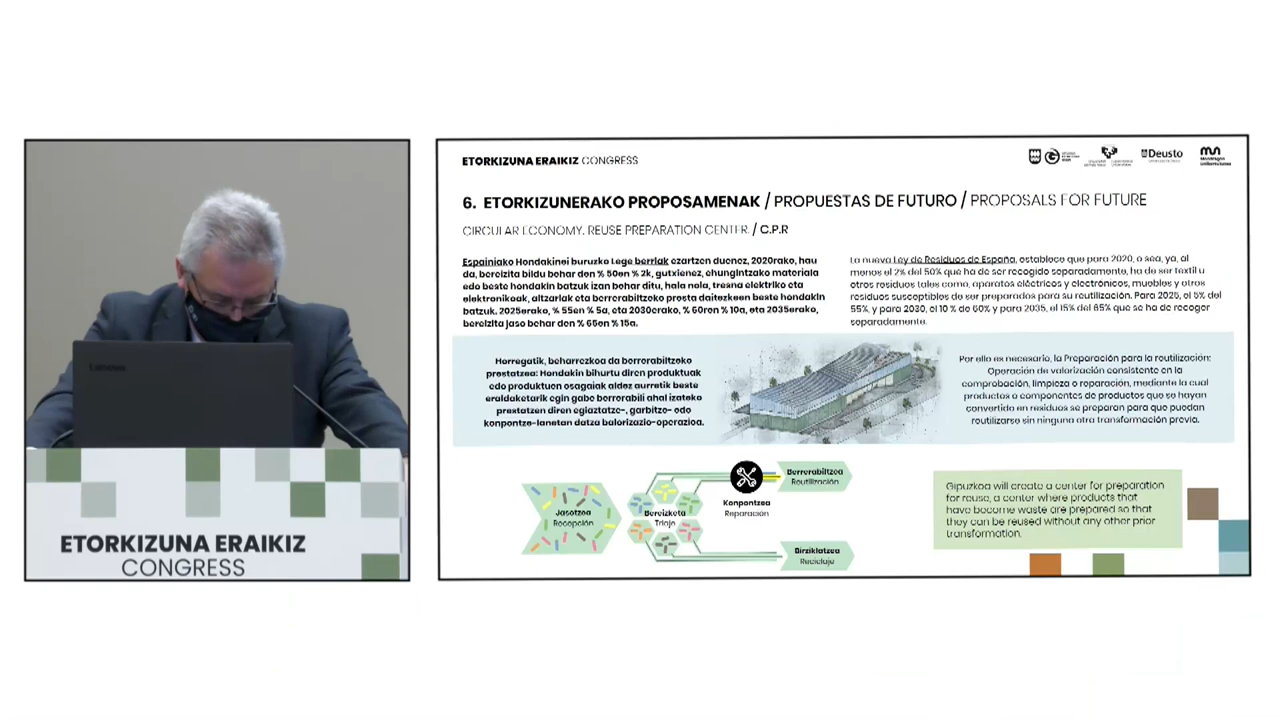 Lenovo
ETORKIZUNA ERAIKIZ
CONGRESS
ETORKIZUNA ERAIKIZ CONGRESS
Deusto
Mondragon
Unibertsitatea
6. ETORKIZUNERAKO PROPOSAMENAK / PROPUESTAS DE FUTURO / PROPOSALS FOR FUTURE
CIRCULAR ECONOMY. REUSE PREPARATION CENTER. / C.P.R
Espainiako Hondakinei buruzko Lege berriak ezartzen duenez, 2020rako, hau
da, bereizita bildu behar den % 50en % 2k, gutxienez, ehungintzako materiala
edo beste hondakin batzuk izan behar ditu, hala nola, tresna elektriko eta
elektronikoak, altzariak eta berrerabiltzeko presta daitezkeen beste hondakin
batzuk. 2025erako, % 55en % 5a, eta 2030erako, % 60ren % 10a, eta 2035erako,
bereizita jaso behar den % 65en % 15a.
La nueva Ley de Residuos de España, establece que para 2020, o sea, ya, al
menos el 2% del 50% que ha de ser recogido separadamente, ha de ser textil u
otros residuos tales como, aparatos eléctricos y electrónicos, muebles y otros
residuos susceptibles de ser preparados para su reutilización. Para 2025, el 5% del
55%, y para 2030, el 10 % de 60% y para 2035, el 15% del 65% que se ha de recoger
separadamente.
Horregatik, beharrezkoa da berrerabiltzeko
prestatzea: Hondakin bihurtu diren produktuak
edo produktuen osagaiak aldez aurretik beste
eraldaketarik egin gabe berrerabili ahal izateko
prestatzen diren egiaztatze-, garbitze- edo
konpontze-lanetan datza balorizazio-operazioa.
Por ello es necesario, la Preparación para la reutilización:
Operación de valorización consistente en la
comprobación, limpieza o reparación, mediante la cual
productos o componentes de productos que se hayan
convertido en residuos se preparan para que puedan
reutilizarse sin ninguna otra transformación previa.
Jasotzea
Recepción
Bereizketa
Triaje
Konpontzea
Reparación
Berrerabiltzea
Reutilización
Birziklatzea
Reciclaje
Gipuzkoa will create a center for preparation
for reuse, a center where products that
have become waste are prepared so that
they can be reused without any other prior
transformation.